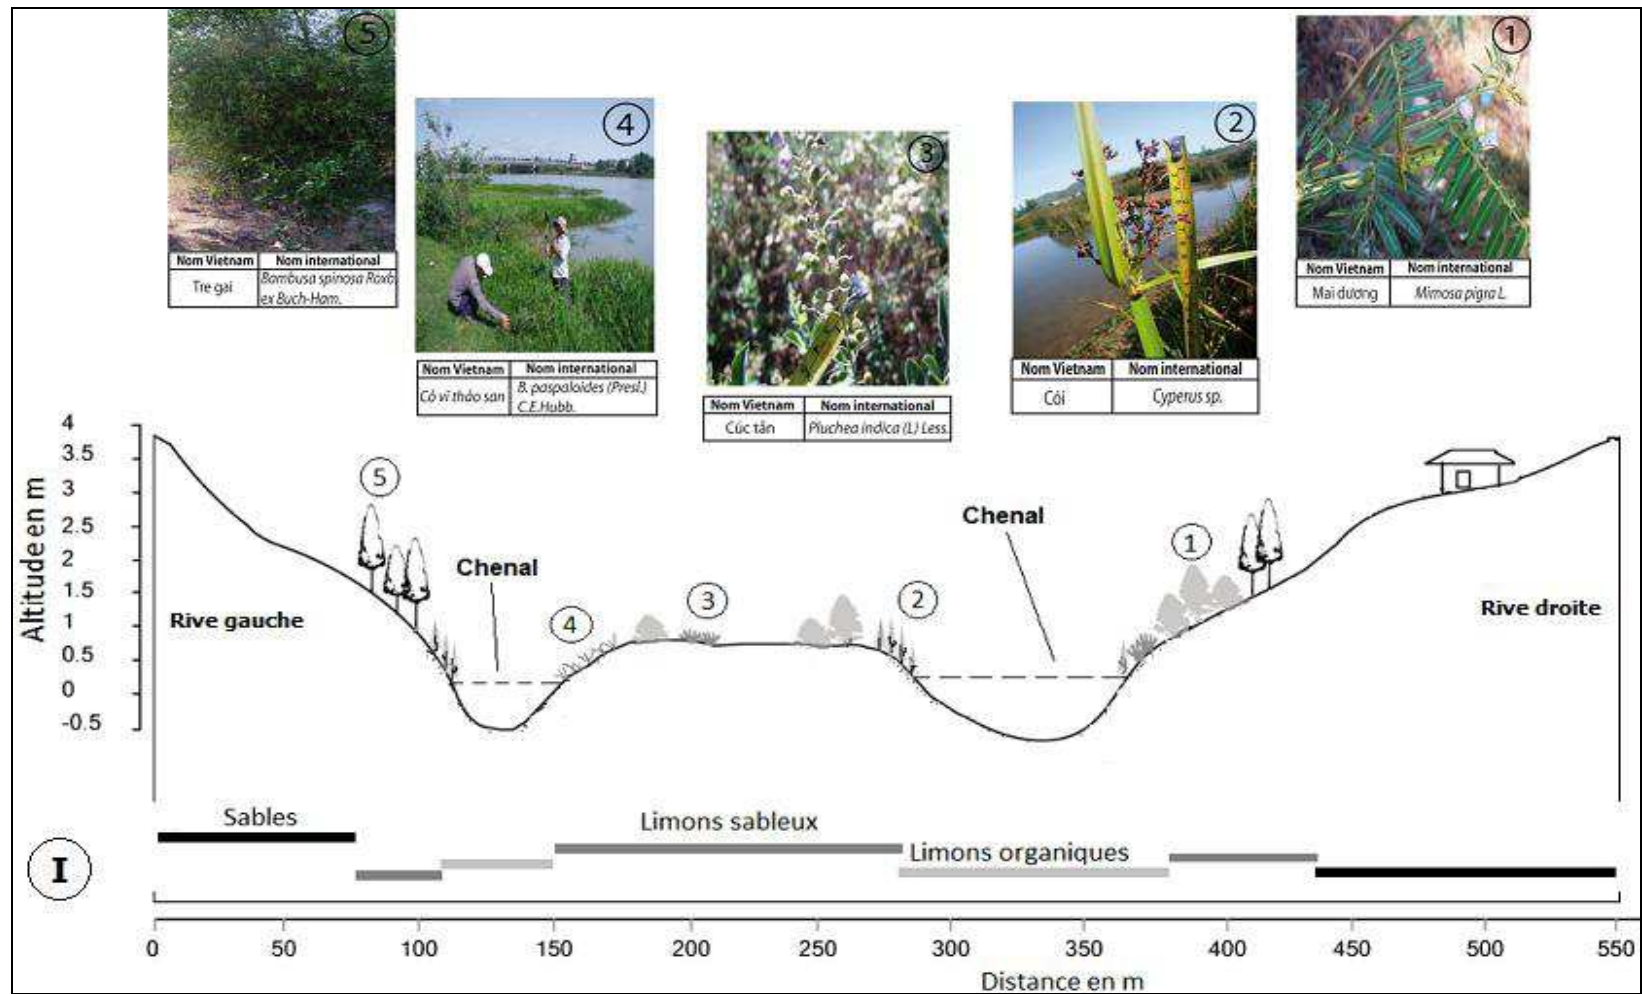 5
Nom Vietnam Nom international
Tre gai Bambusa spinosa Roxb
ex Buch-Ham.
4
Nom Vietnam Nom international
Cỏ vĩ thảo san B. paspaloides (Presl.)
C.E.Hubb.
3
Nom Vietnam Nom international
Cúc tần Pluchea indica (L) Less.
2
Nom Vietnam Nom international
Cói Cyperus sp.
1
Nom Vietnam Nom international
Mai dương Mimosa pigra L.
Altitude en m
4
3.5
3
2.5
2
1.5
1
0.5
0
-0.5
5
Chenal
Rive gauche
4
3
2
Chenal
1
Rive droite
Sables
Limons sableux
Limons organiques
I
0 50 100 150 200 250 300 350 400 450 500 550
Distance en m